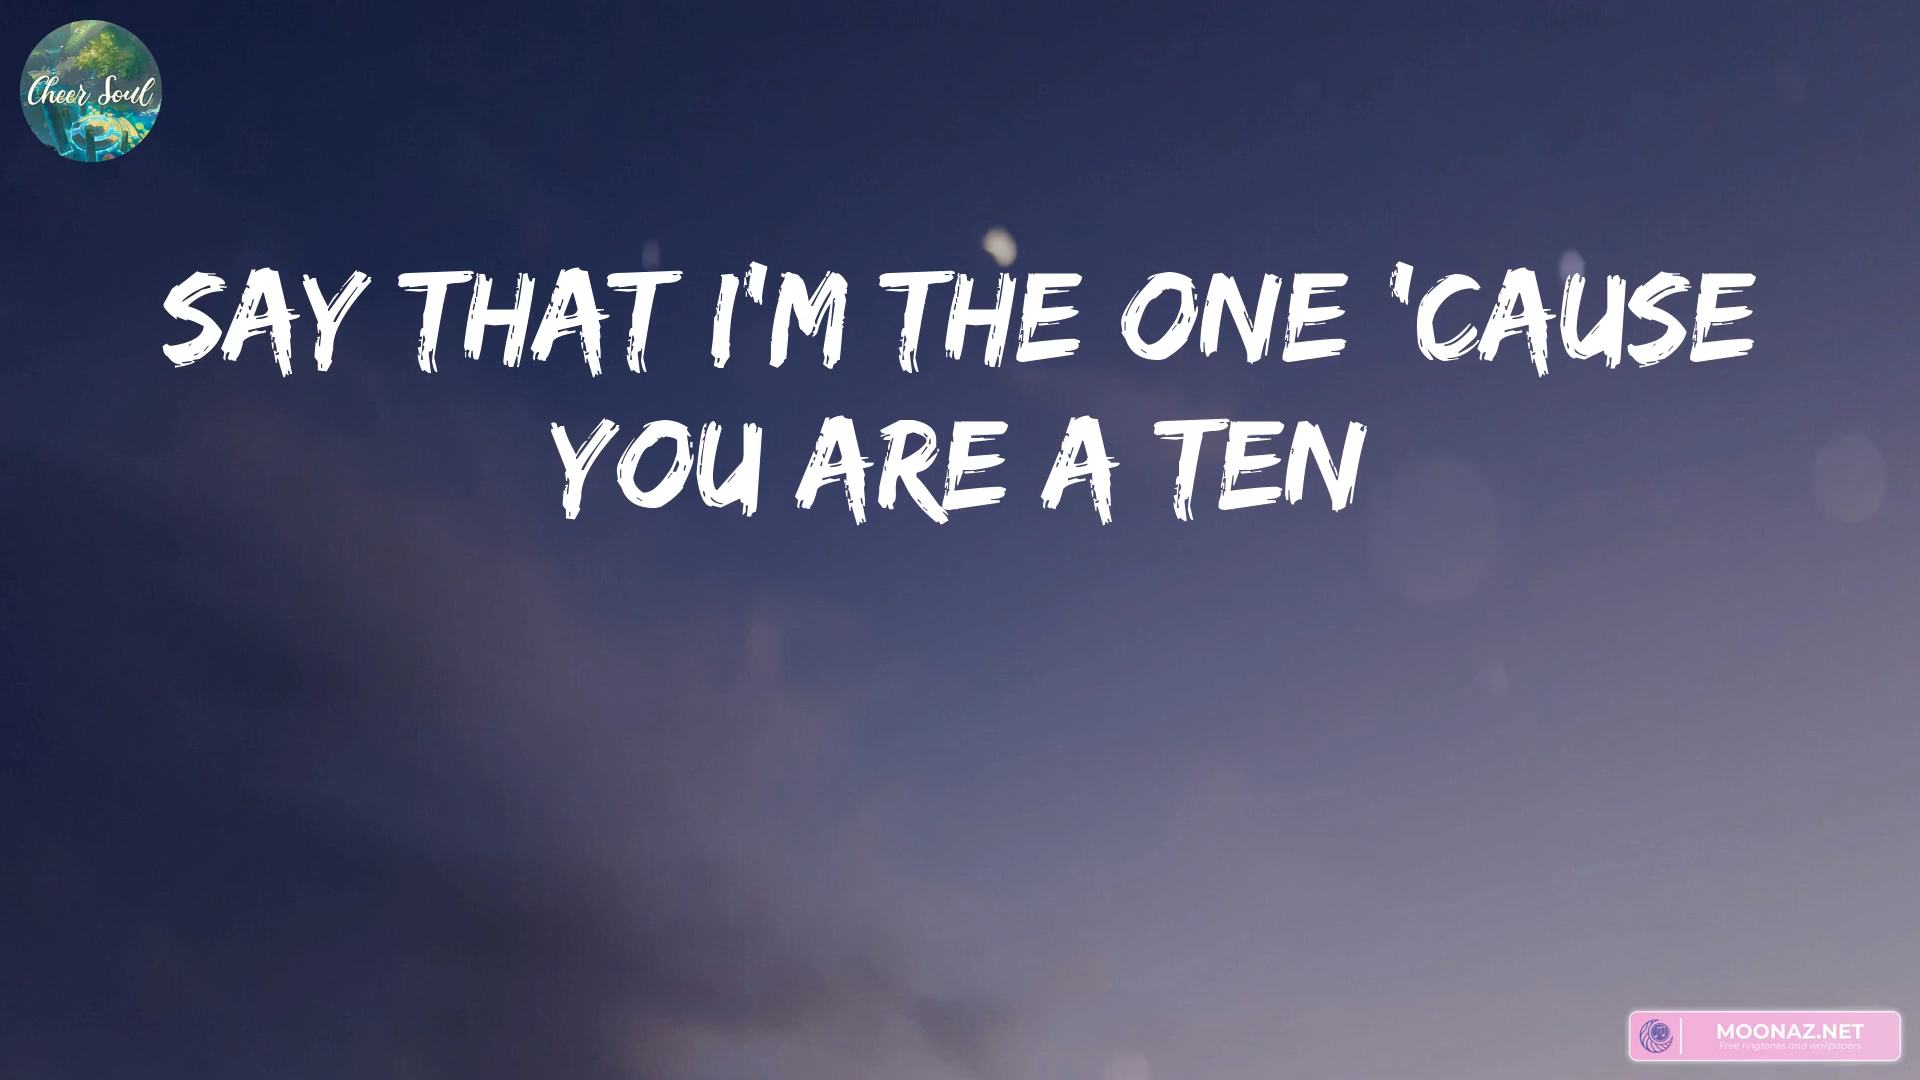 Cheer Soul
SAY THAT I'M THE ONE 'CAUSE
YOU ARE A TEN
MOONAZ.NET
Free ringtones and wallpapers